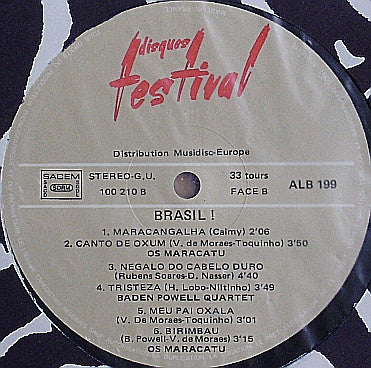 disques
festival
Distribution Musidisc-Europe
SACEM
SDRM
STEREO-G.U.
100 210 B
33 tours
FACE B
ALB 199
BRASIL !
1. MARACANGALHA (Calmy) 2'06
2. CANTO DE OXUM (V. de Moraes-Toquinho) 3'50
OS MARACATU
3. NEGALO DO CABELO DURO
(Rubens Soares-D. Nasser) 4'40
4. TRISTEZA (H. Lobo-Niltinho) 3'49
BADEN POWELL QUARTET
5. MEU PAI OXALA
(V. De Moraes-Toquinho) 3'01
6. BIRIMBAU
(B. Powell-V. de Moraes) 3'15
OS MARACATU